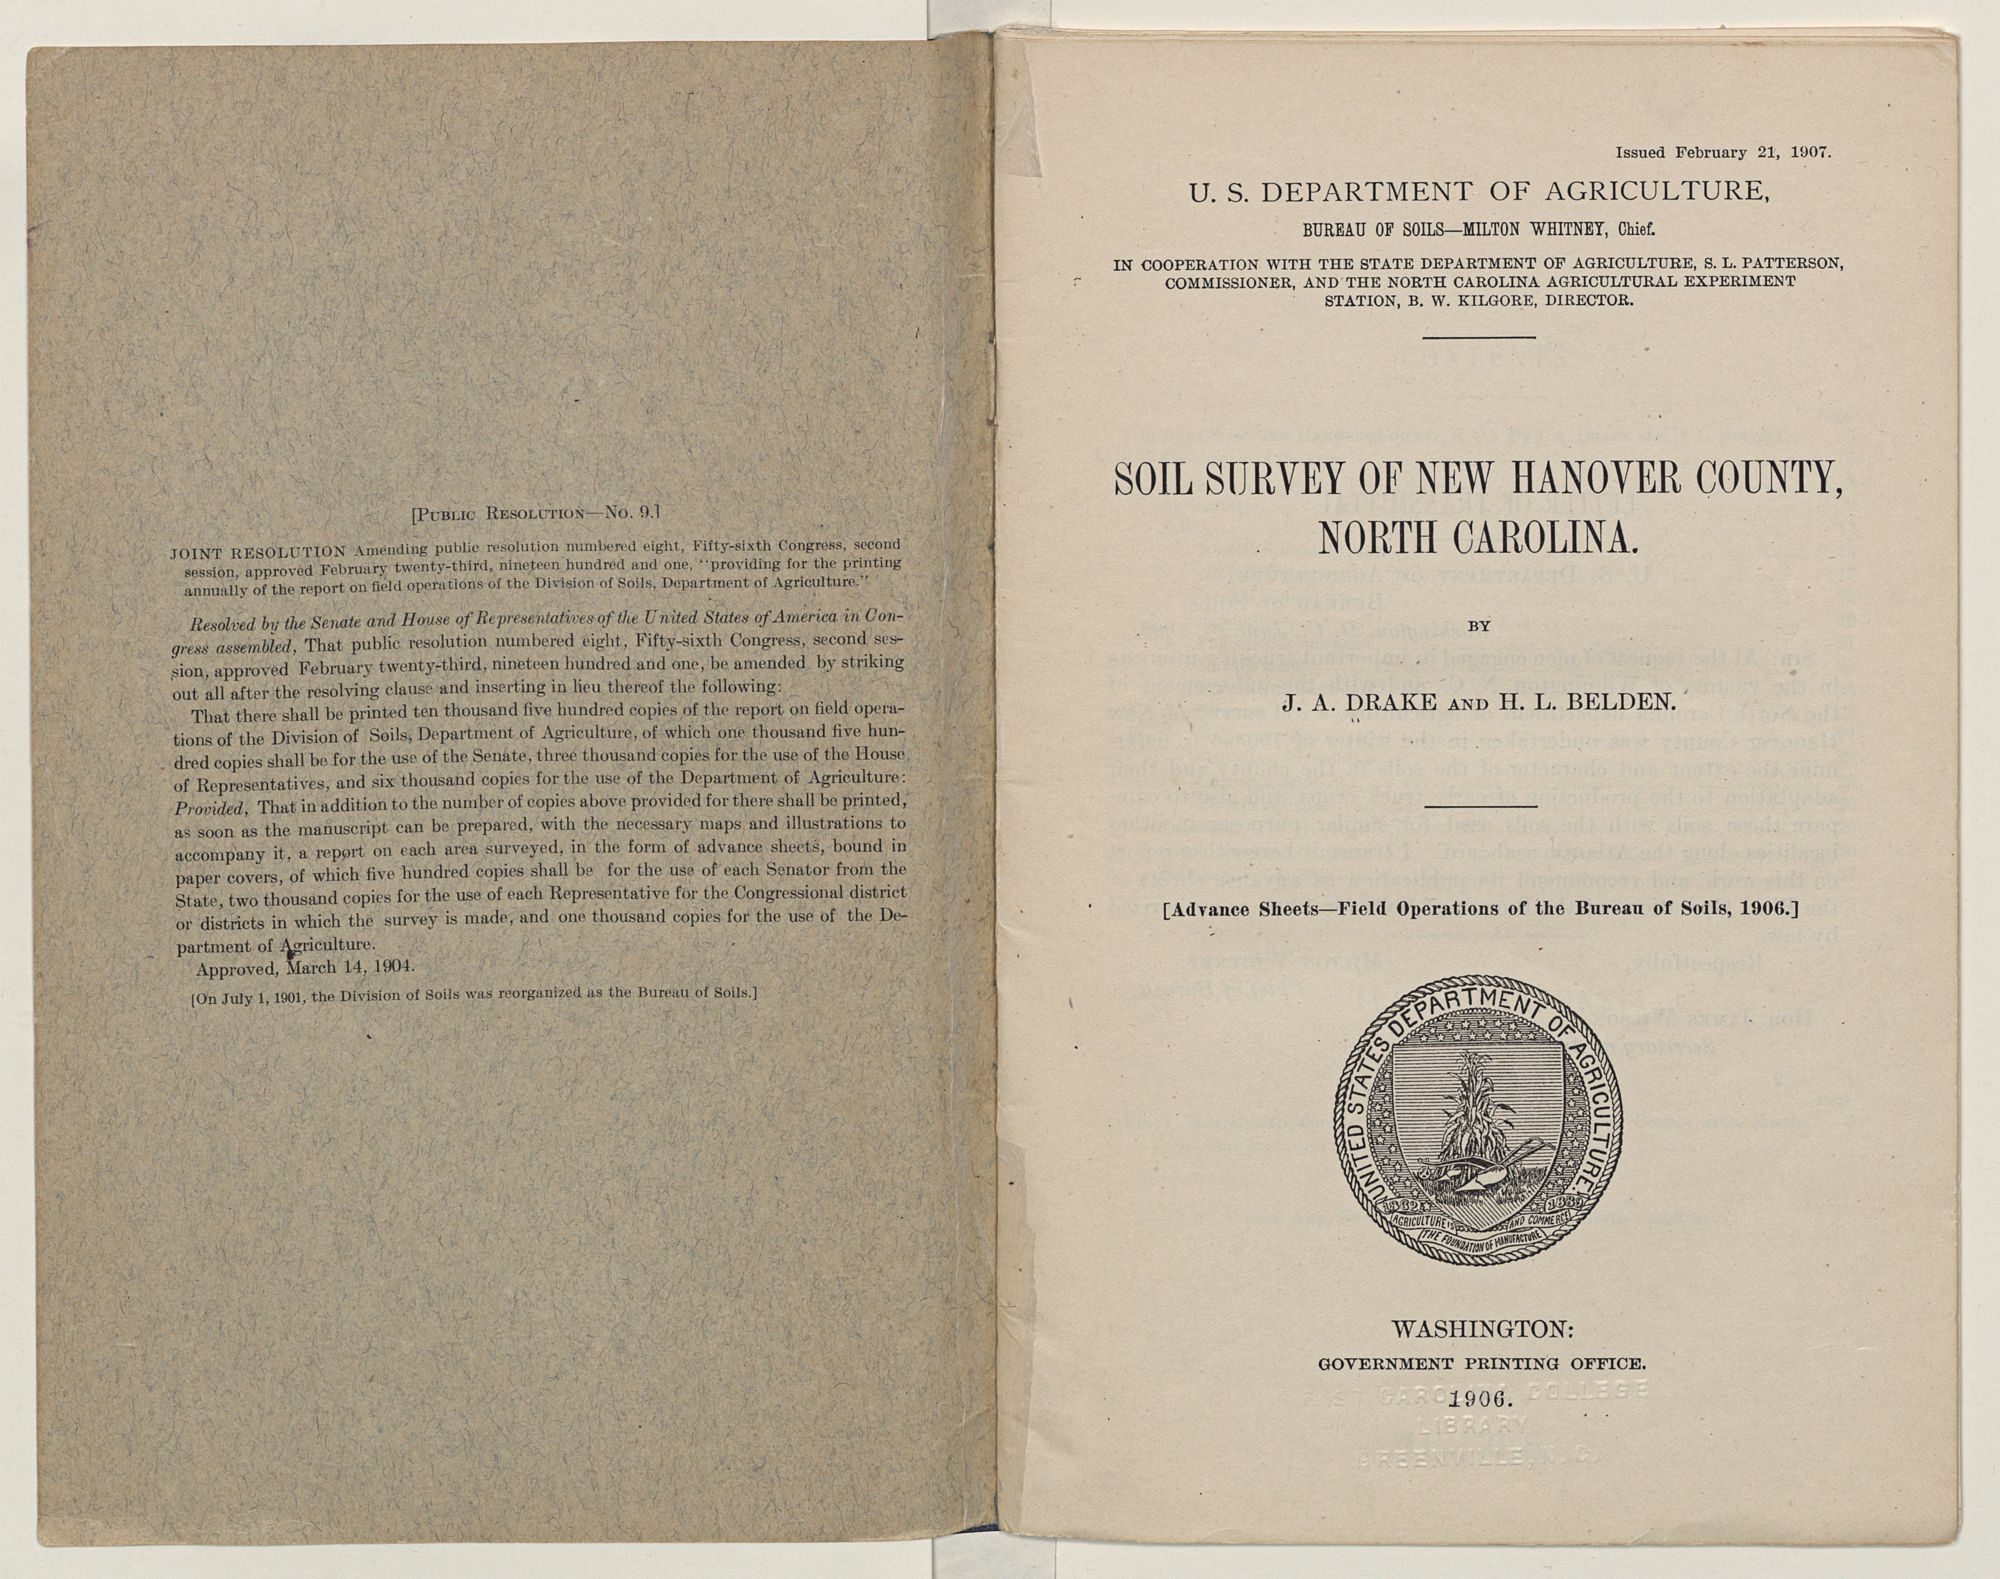 [Public Resolution—No. 9.]
JOINT RESOLUTION Amending public resolution numbered eight, Fifty-sixth Congress, second
session, approved February twenty-third, nineteen hundred and one, "providing for the printing
annually of the report on field operations of the Division of Soils, Department of Agriculture."
Resolved by the Senate and House of Representatives of the United States of America in Con-
gress assembled, That public resolution numbered eight, Fifty-sixth Congress, second ses-
sion, approved February twenty-third, nineteen hundred and one, be amended by striking
out all after the resolving clause and inserting in lieu thereof the following:
That there shall be printed ten thousand five hundred copies of the report on field opera-
tions of the Division of Soils, Department of Agriculture, of which one thousand five hun-
dred copies shall be for the use of the Senate, three thousand copies for the use of the House
of Representatives, and six thousand copies for the use of the Department of Agriculture:
Provided, That in addition to the number of copies above provided for there shall be printed,
as soon as the manuscript can be prepared, with the necessary maps and illustrations to
accompany it, a report on each area surveyed, in the form of advance sheets, bound in
paper covers, of which five hundred copies shall be for the use of each Senator from the
State, two thousand copies for the use of each Representative for the Congressional district
or districts in which the survey is made, and one thousand copies for the use of the De-
partment of Agriculture.
Approved, March 14, 1904.
[On July 1, 1901, the Division of Soils was reorganized as the Bureau of Soils.]
Issued February 21, 1907.
U. S. DEPARTMENT OF AGRICULTURE,
BUREAU OF SOILS—MILTON WHITNEY, Chief.
IN COOPERATION WITH THE STATE DEPARTMENT OF AGRICULTURE, S. L. PATTERSON,
COMMISSIONER, AND THE NORTH CAROLINA AGRICULTURAL EXPERIMENT
STATION, B. W. KILGORE, DIRECTOR.
SOIL SURVEY OF NEW HANOVER COUNTY,
NORTH CAROLINA.
BY
J. A. DRAKE AND H. L. BELDEN.
[Advance Sheets—Field Operations of the Bureau of Soils, 1906.]
UNITED STATES DEPARTMENT OF AGRICULTURE.
1862 1889
AGRICULTURE IS AND COMMERCE
THE FOUNDATION OF MANUFACTURE
WASHINGTON:
GOVERNMENT PRINTING OFFICE.
1906.
CAROLINA COLLEGE
LIBRARY
GREENVILLE, N. C.